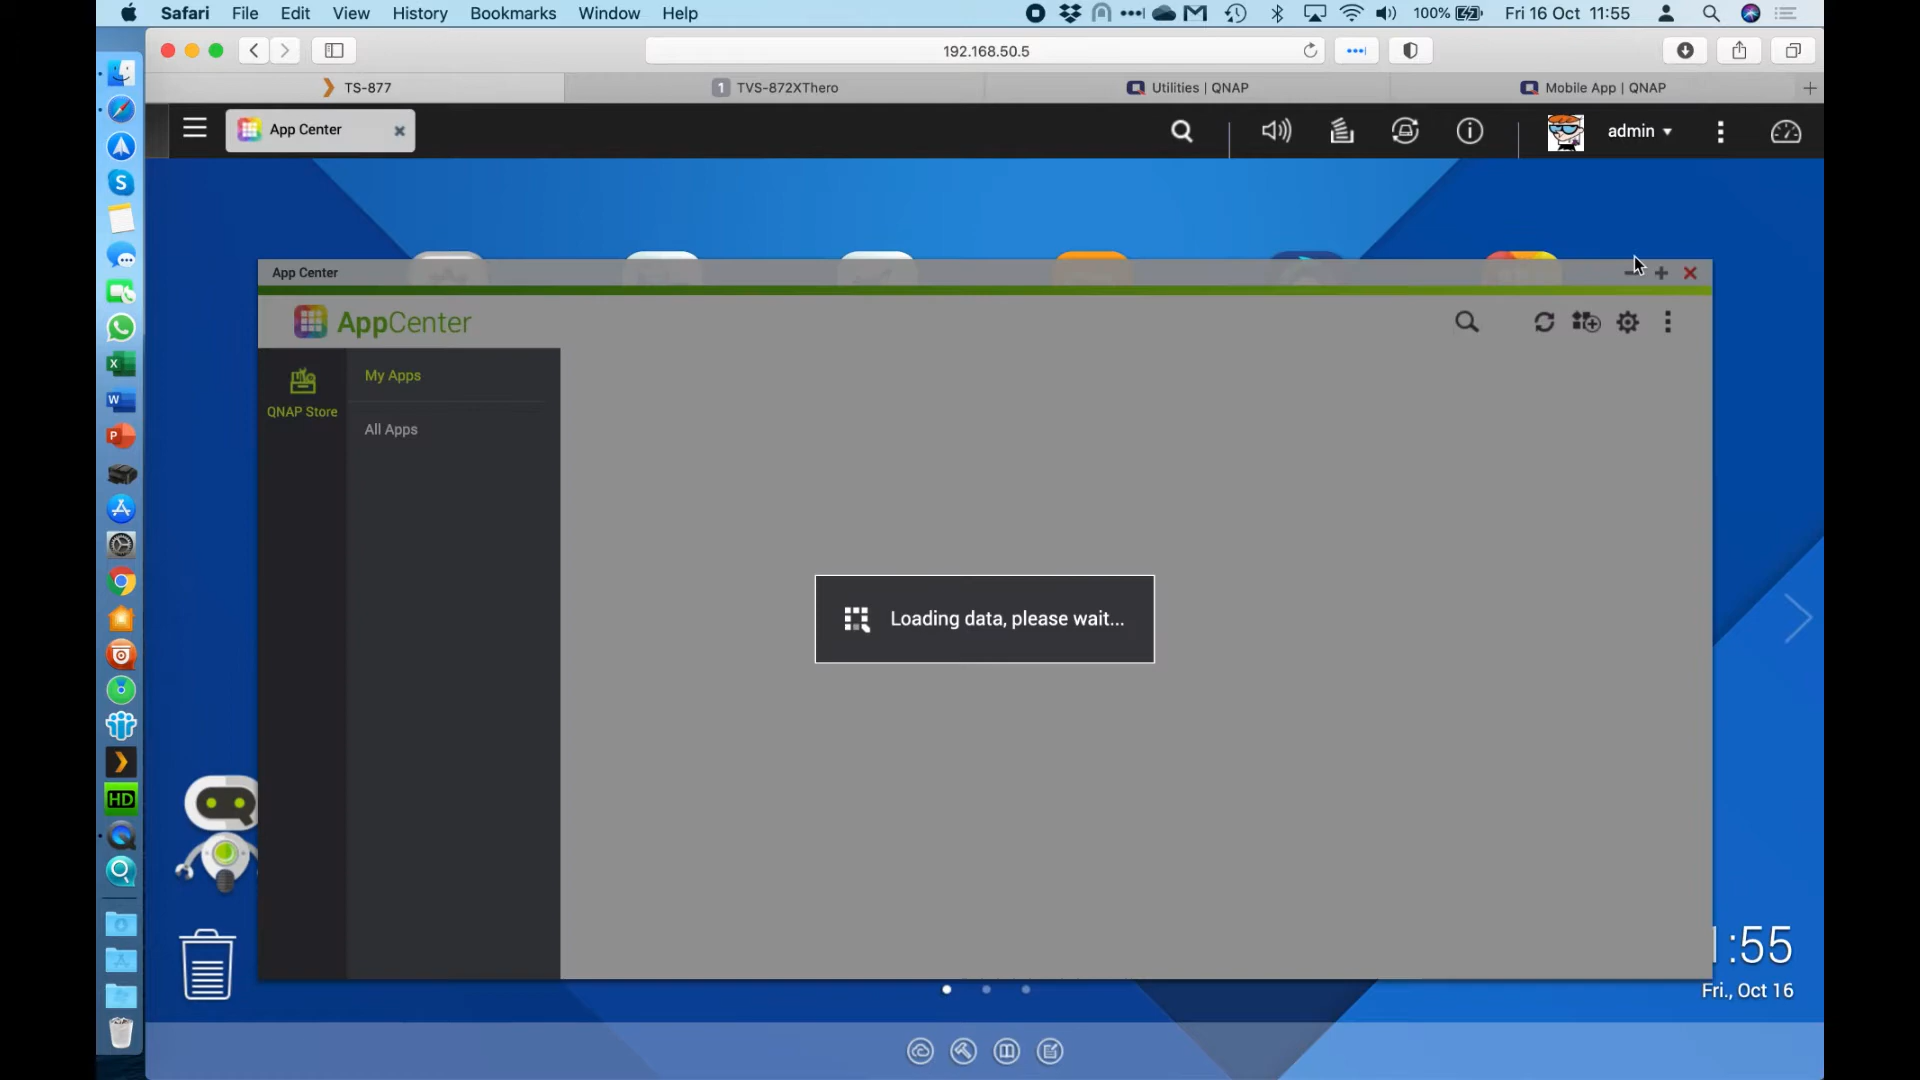 Safari File Edit View History Bookmarks Window Help 100% Fri 16 Oct 11:55
192.168.50.5
TS-877 1 TVS-872XThero Utilities | QNAP Mobile App | QNAP
App Center admin
App Center
AppCenter
QNAP Store
My Apps
All Apps
Loading data, please wait...
:55
Fri., Oct 16
S
X
W
P
HD